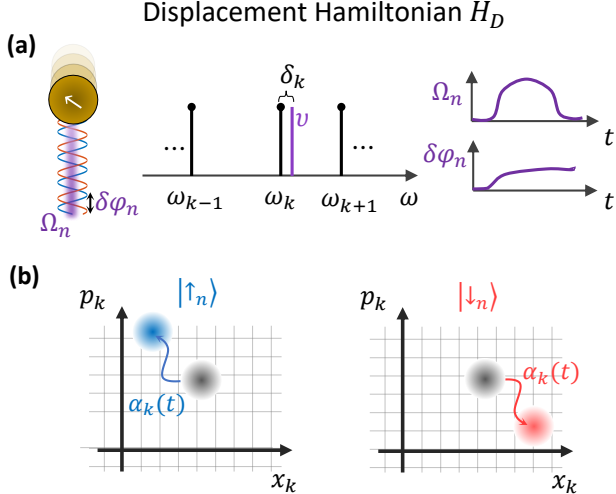 Displacement Hamiltonian H_D
(a)
δ_k
υ
... ...
ω_{k−1} ω_k ω_{k+1} ω
Ω_n δφ_n
Ω_n t
δφ_n t
(b)
p_k |↑_n⟩
α_k(t)
x_k
p_k |↓_n⟩
α_k(t)
x_k